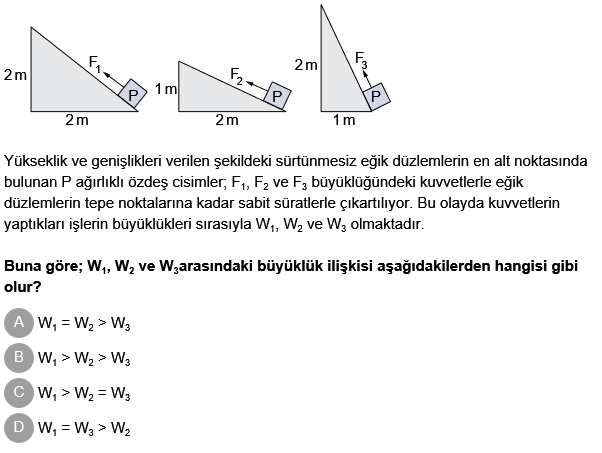 2 m F₁ P 2 m
1 m F₂ P 2 m
2 m F₃ P 1 m
Yükseklik ve genişlikleri verilen şekildeki sürtünmesiz eğik düzlemlerin en alt noktasında
bulunan P ağırlıklı özdeş cisimler; F₁, F₂ ve F₃ büyüklüğündeki kuvvetlerle eğik
düzlemlerin tepe noktalarına kadar sabit süratlerle çıkartılıyor. Bu olayda kuvvetlerin
yaptıkları işlerin büyüklükleri sırasıyla W₁, W₂ ve W₃ olmaktadır.
Buna göre; W₁, W₂ ve W₃arasındaki büyüklük ilişkisi aşağıdakilerden hangisi gibi
olur?
A W₁ = W₂ > W₃
B W₁ > W₂ > W₃
C W₁ > W₂ = W₃
D W₁ = W₃ > W₂